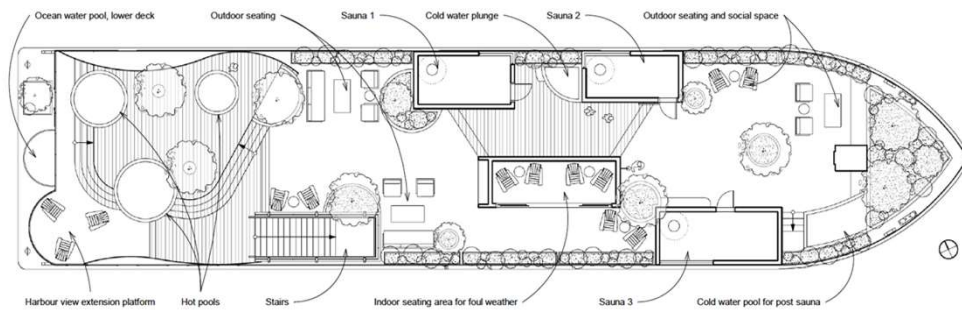 Ocean water pool, lower deck
Outdoor seating
Sauna 1
Cold water plunge
Sauna 2
Outdoor seating and social space
Harbour view extension platform
Hot pools
Stairs
Indoor seating area for foul weather
Sauna 3
Cold water pool for post sauna